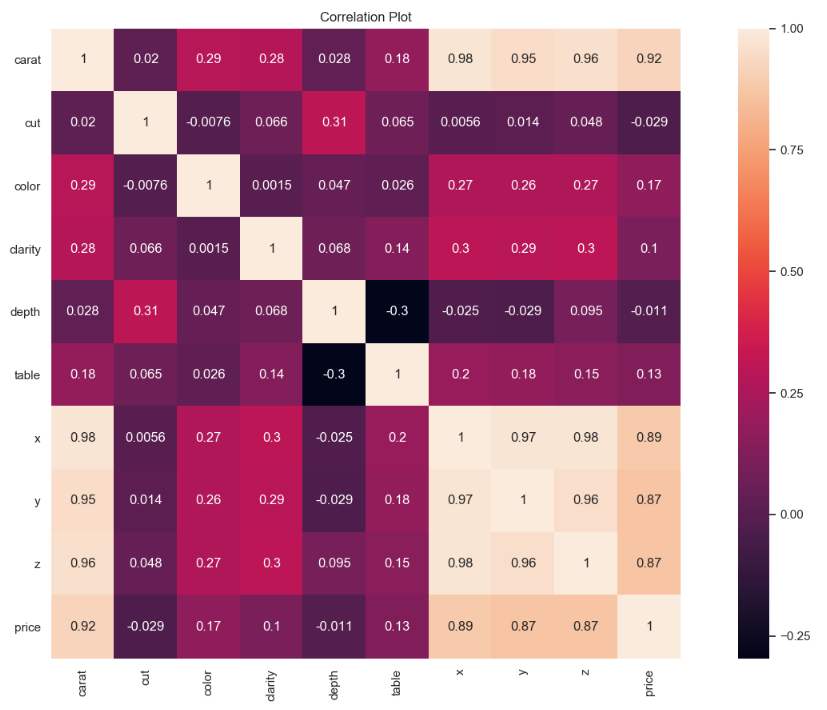 Correlation Plot
carat 1 0.02 0.29 0.28 0.028 0.18 0.98 0.95 0.96 0.92
cut 0.02 1 -0.0076 0.066 0.31 0.065 0.0056 0.014 0.048 -0.029
color 0.29 -0.0076 1 0.0015 0.047 0.026 0.27 0.26 0.27 0.17
clarity 0.28 0.066 0.0015 1 0.068 0.14 0.3 0.29 0.3 0.1
depth 0.028 0.31 0.047 0.068 1 -0.3 -0.025 -0.029 0.095 -0.011
table 0.18 0.065 0.026 0.14 -0.3 1 0.2 0.18 0.15 0.13
x 0.98 0.0056 0.27 0.3 -0.025 0.2 1 0.97 0.98 0.89
y 0.95 0.014 0.26 0.29 -0.029 0.18 0.97 1 0.96 0.87
z 0.96 0.048 0.27 0.3 0.095 0.15 0.98 0.96 1 0.87
price 0.92 -0.029 0.17 0.1 -0.011 0.13 0.89 0.87 0.87 1
carat cut color clarity depth table x y z price
1.00
0.75
0.50
0.25
0.00
−0.25